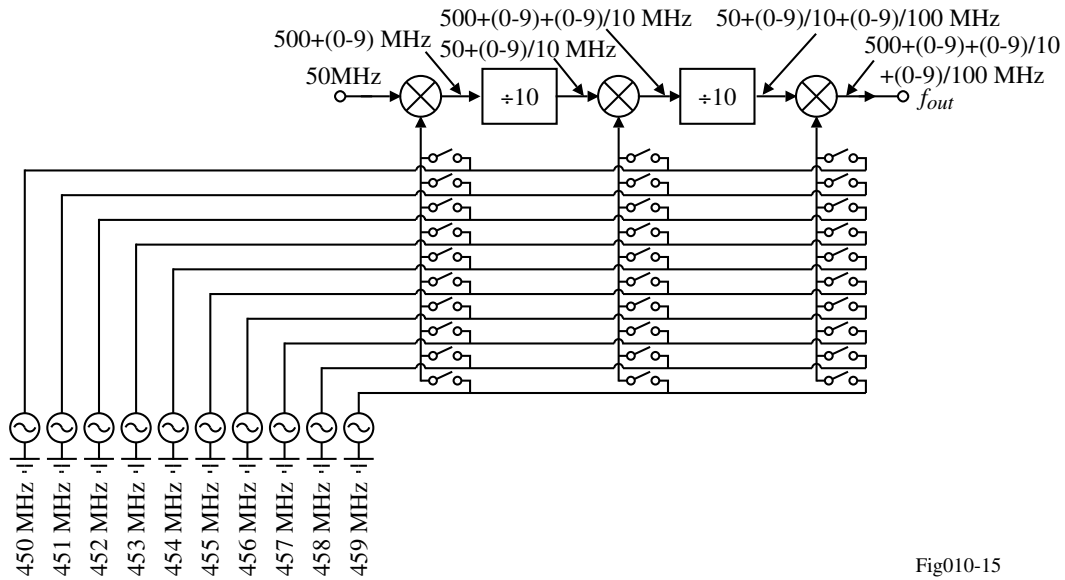 500+(0-9)+(0-9)/10 MHz
50+(0-9)/10+(0-9)/100 MHz
500+(0-9) MHz
50+(0-9)/10 MHz
500+(0-9)+(0-9)/10
+(0-9)/100 MHz
50MHz
÷10
÷10
fout
450 MHz
451 MHz
452 MHz
453 MHz
454 MHz
455 MHz
456 MHz
457 MHz
458 MHz
459 MHz
Fig010-15